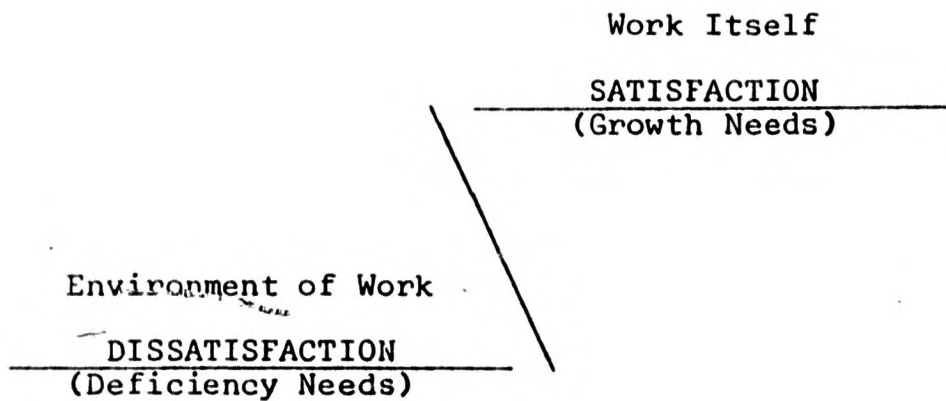 Work Itself
SATISFACTION
(Growth Needs)
Environment of Work
DISSATISFACTION
(Deficiency Needs)